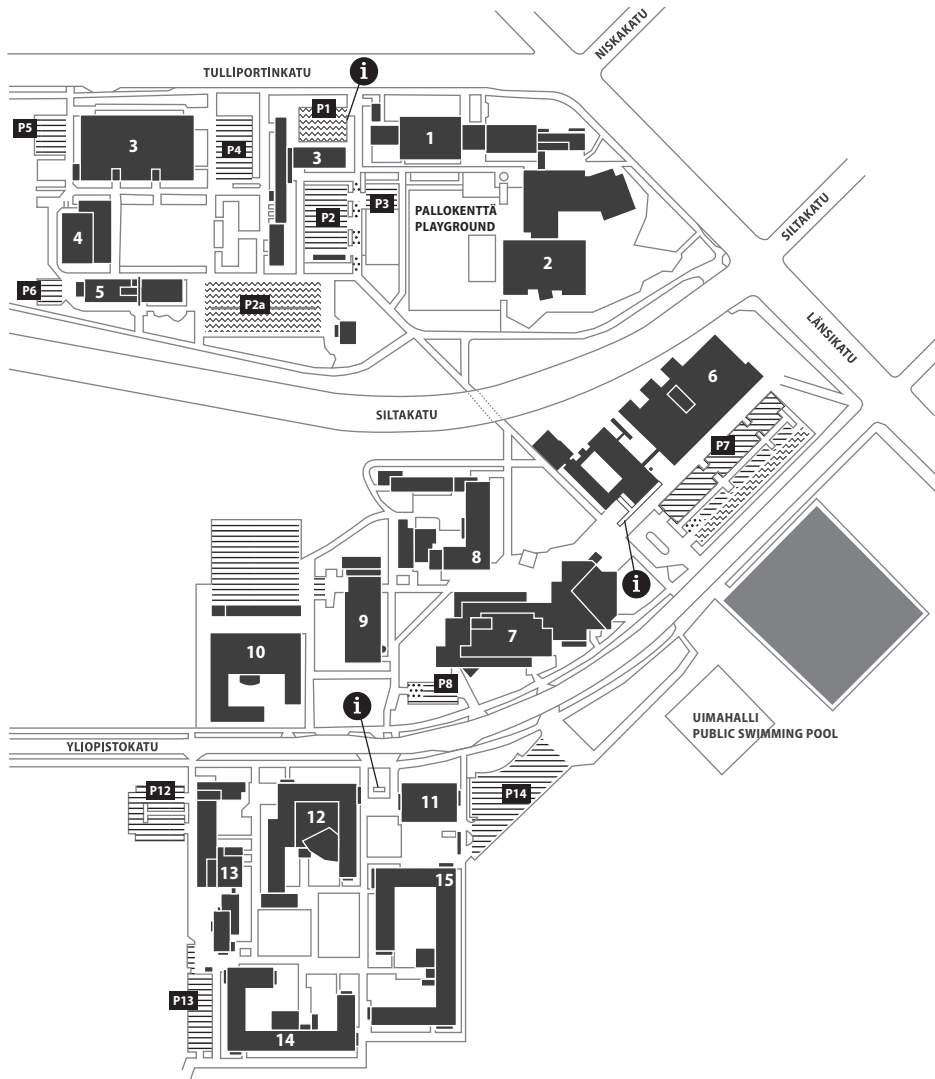 NISKAKATU
TULLIPORTINKATU
i
P1
P5
3
P4
3
1
P2
P3
PALLOKENTTÄ
PLAYGROUND
SILTAKATU
4
2
P6
5
P2a
LÄNSIKATU
6
SILTAKATU
P7
8
i
9
7
10
P8
i
UIMAHALLI
PUBLIC SWIMMING POOL
YLIOPISTOKATU
P12
P14
11
12
13
15
P13
14